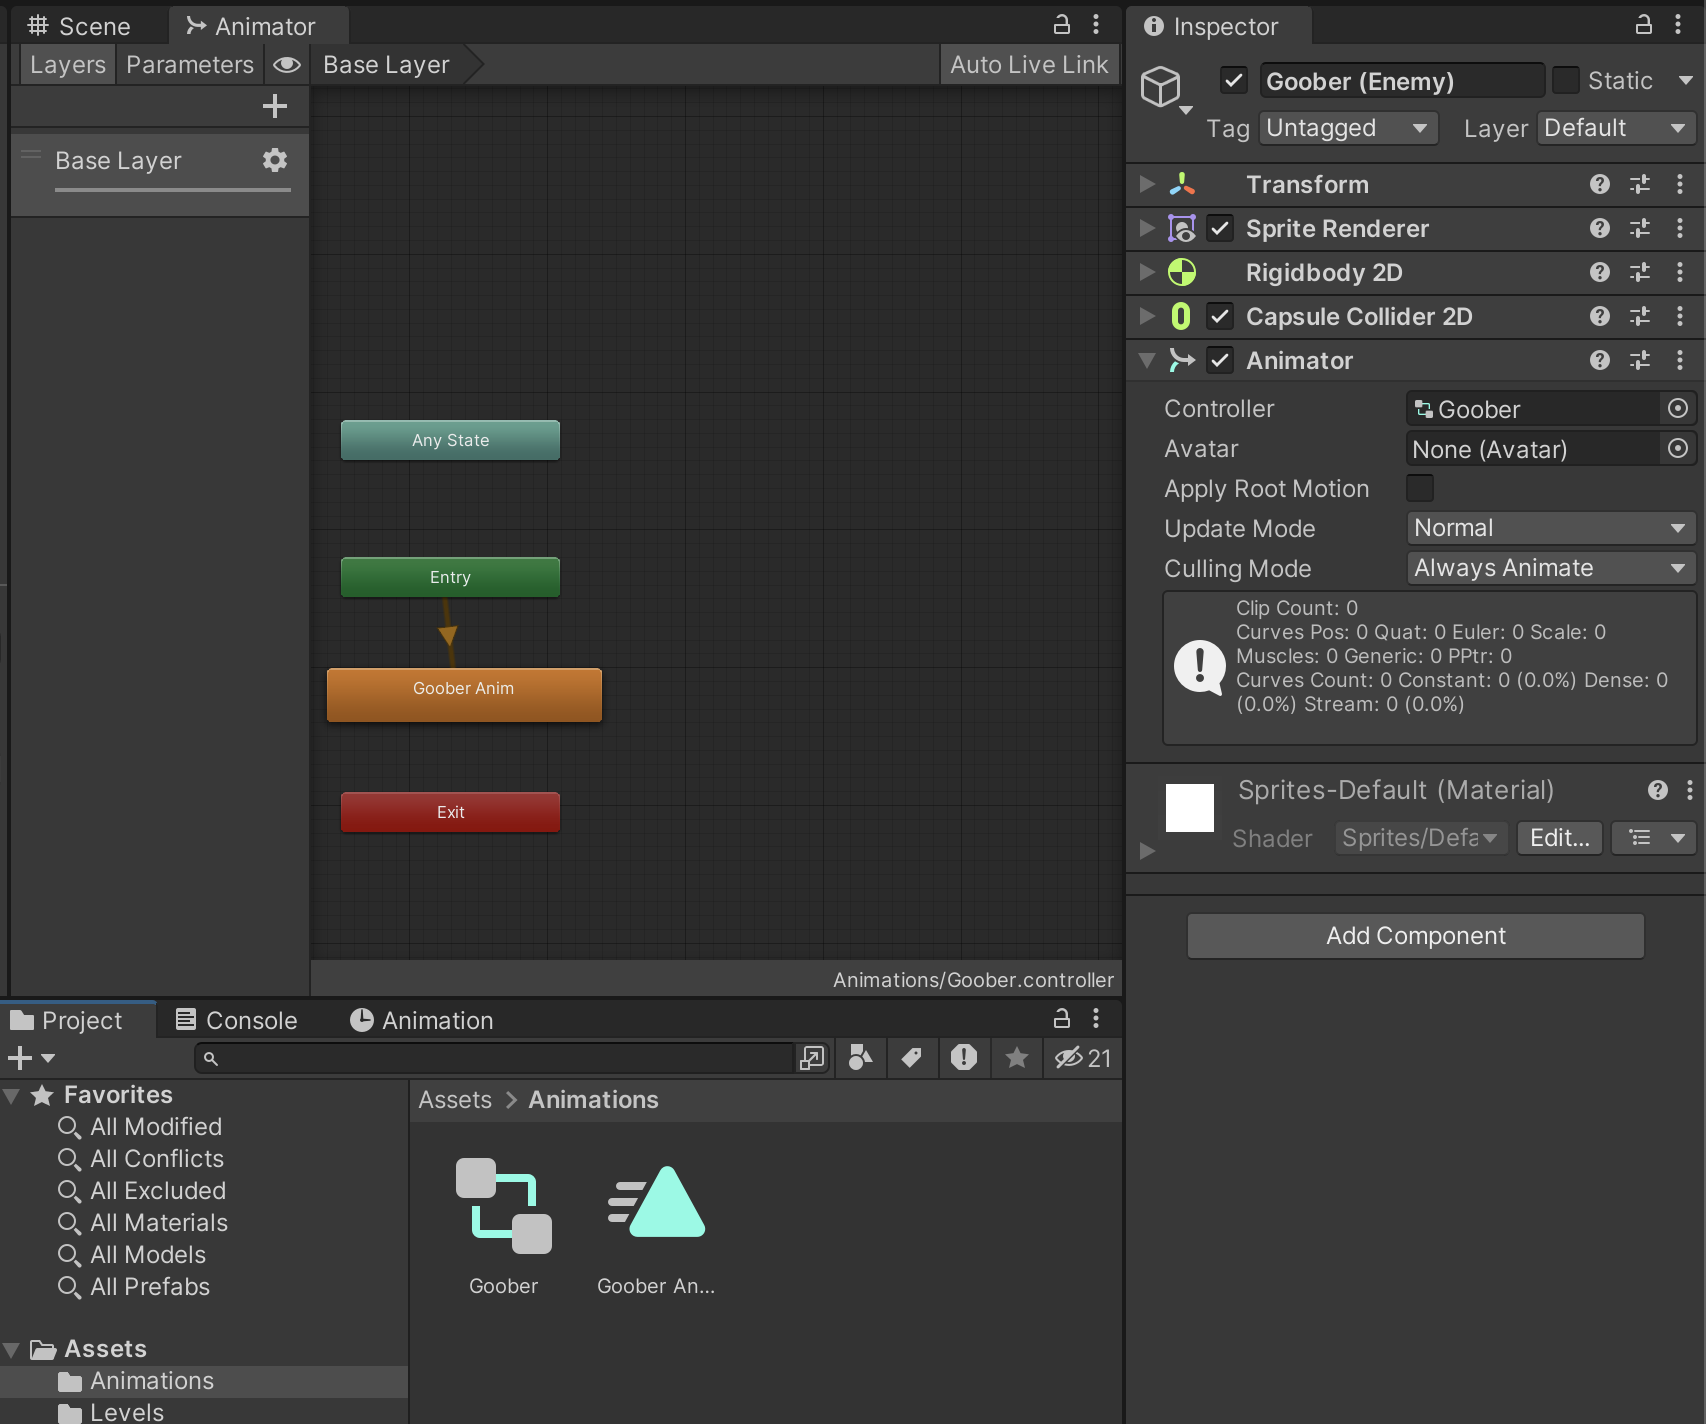 Scene
Animator
Layers
Parameters
Base Layer
Auto Live Link
Base Layer
Any State
Entry
Goober Anim
Exit
Animations/Goober.controller
Inspector
Goober (Enemy)
Static
Tag
Untagged
Layer
Default
Transform
Sprite Renderer
Rigidbody 2D
Capsule Collider 2D
Animator
Controller
Goober
Avatar
None (Avatar)
Apply Root Motion
Update Mode
Normal
Culling Mode
Always Animate
Clip Count: 0
Curves Pos: 0 Quat: 0 Euler: 0 Scale: 0
Muscles: 0 Generic: 0 PPtr: 0
Curves Count: 0 Constant: 0 (0.0%) Dense: 0
(0.0%) Stream: 0 (0.0%)
Sprites-Default (Material)
Shader
Sprites/Defa
Edit...
Add Component
Project
Console
Animation
21
Favorites
All Modified
All Conflicts
All Excluded
All Materials
All Models
All Prefabs
Assets
Animations
Levels
Assets > Animations
Goober
Goober An...